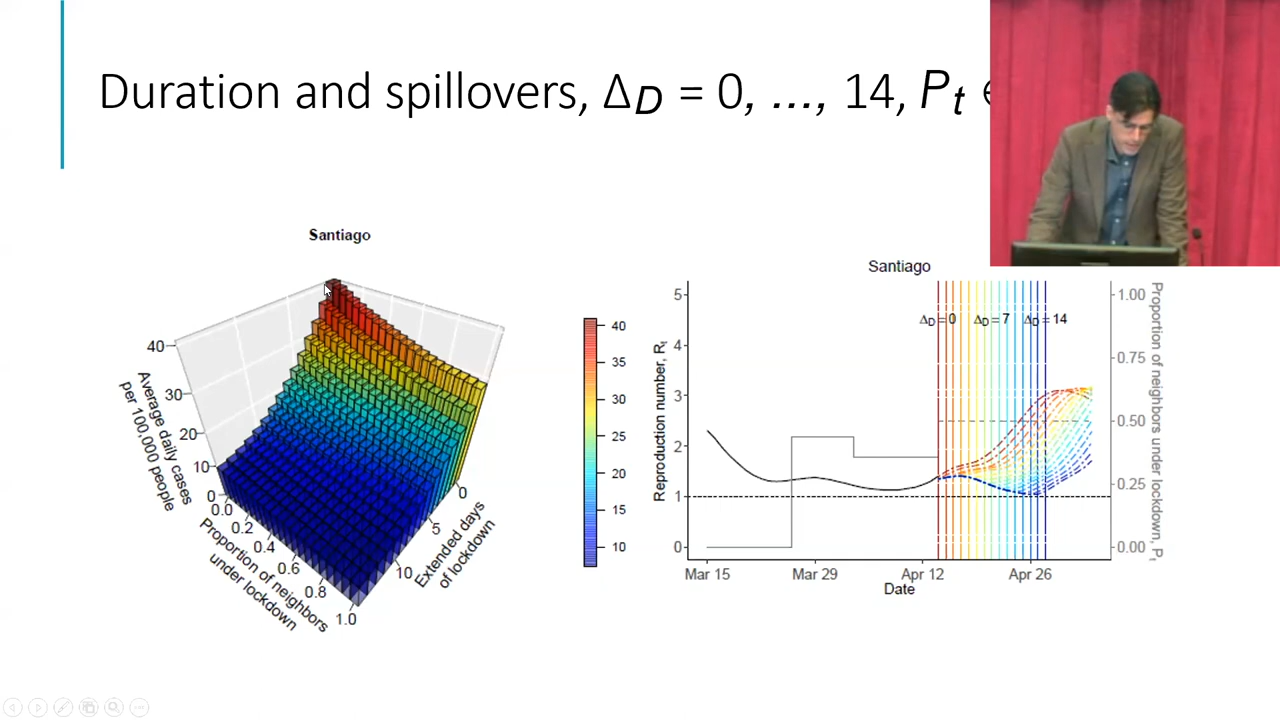 Duration and spillovers, Δ_D = 0, ..., 14, P_t ∈
Santiago
40
30
20
10
0
Average daily cases
per 100,000 people
0.0
0.2
0.4
0.6
0.8
1.0
Proportion of neighbors
under lockdown
0
5
10
Extended days
of lockdown
40
35
30
25
20
15
10
Santiago
5
4
3
2
1
0
Reproduction number, R_t
Δ_D = 0
Δ_D = 7
Δ_D = 14
1.00
0.75
0.50
0.25
0.00
Proportion of neighbors under lockdown, P_t
Mar 15
Mar 29
Apr 12
Apr 26
Date